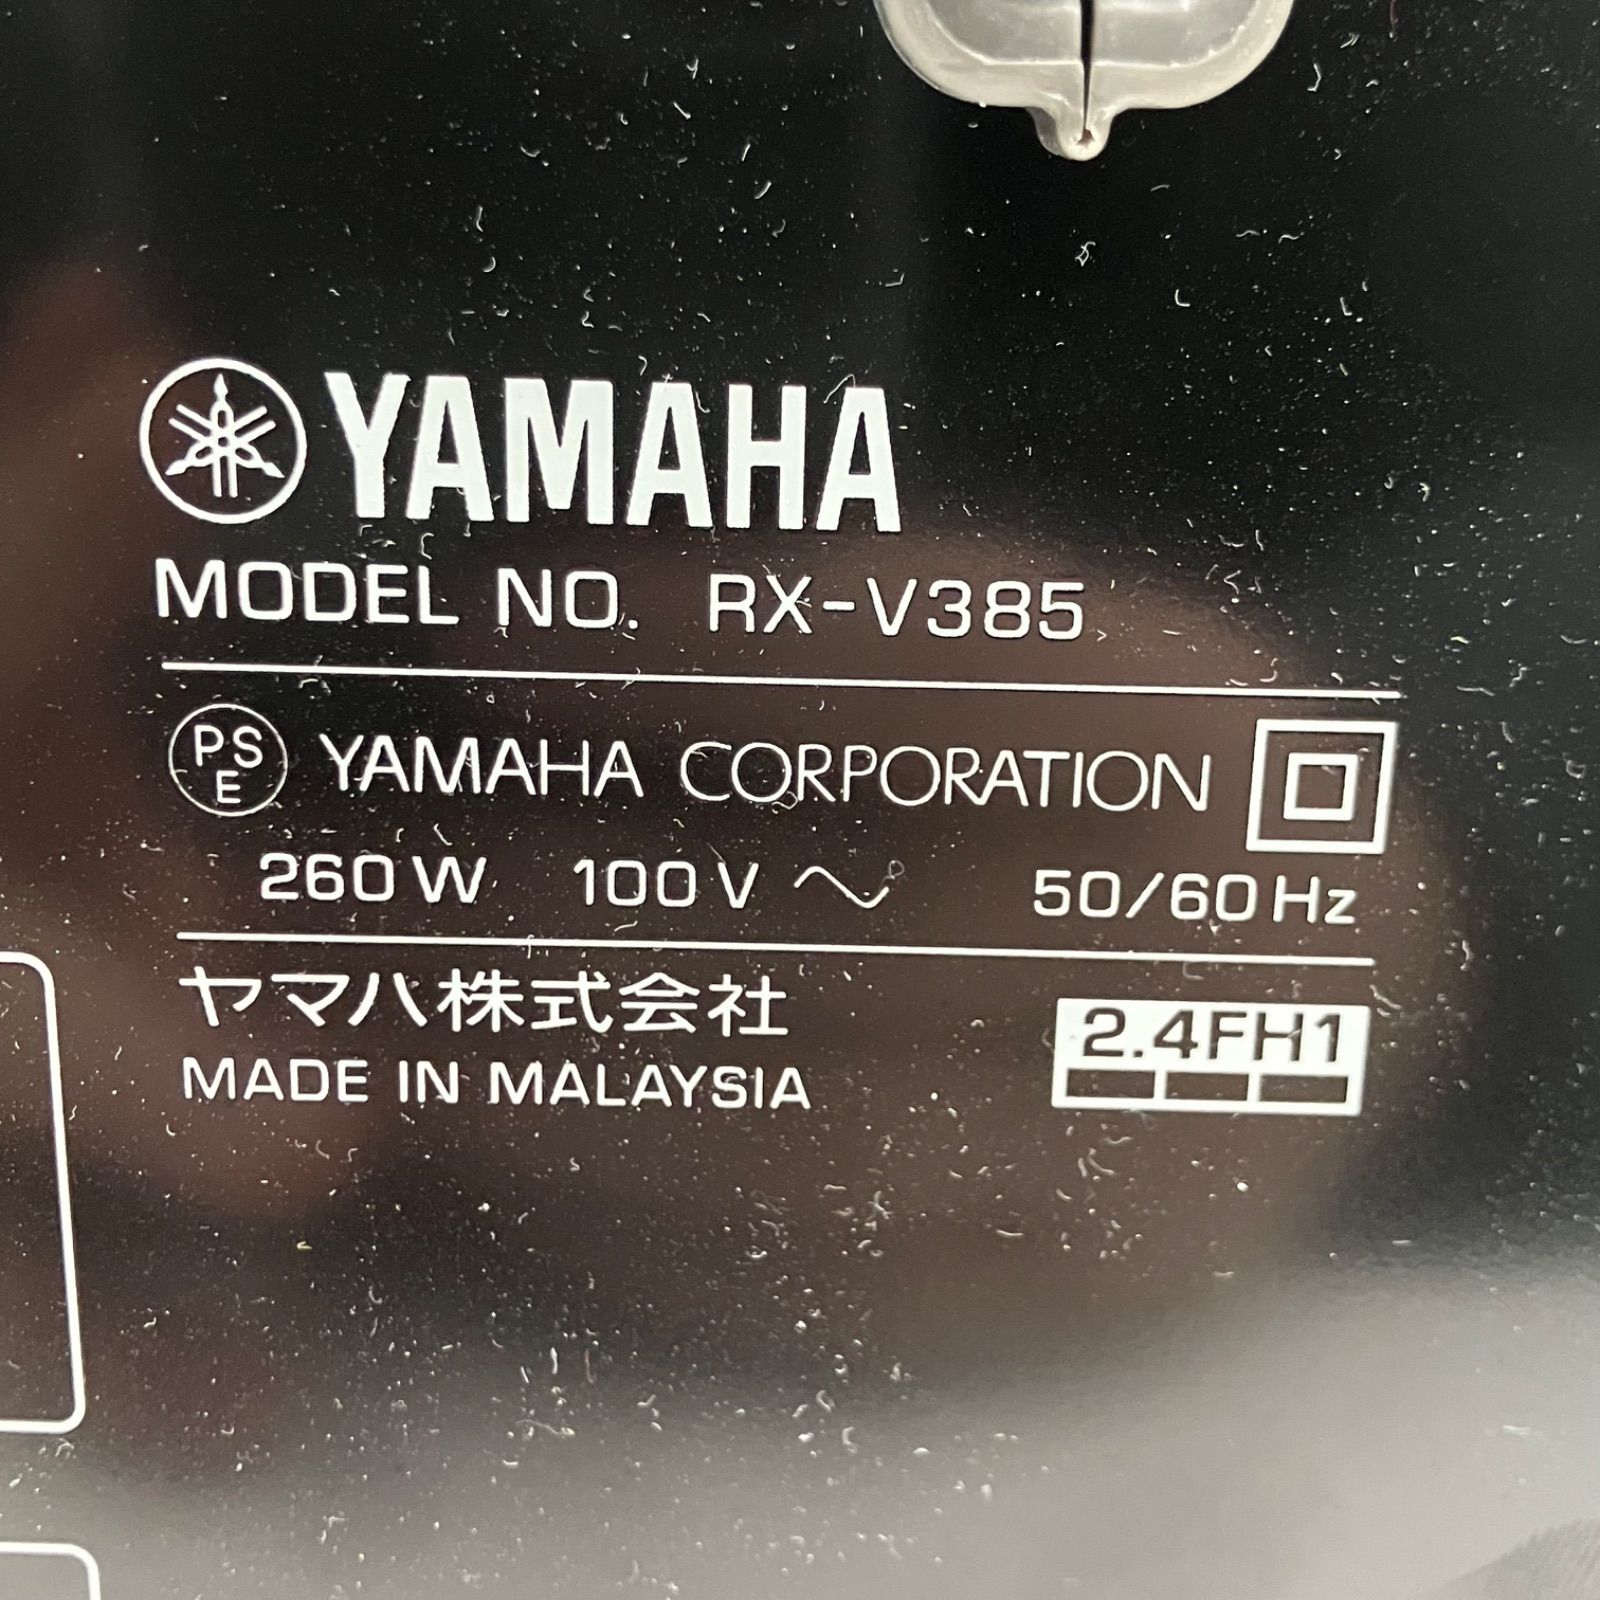 YAMAHA
MODEL NO. RX-V385
PSE YAMAHA CORPORATION
260 W 100 V ～ 50/60 Hz
ヤマハ株式会社
MADE IN MALAYSIA
2.4FH1